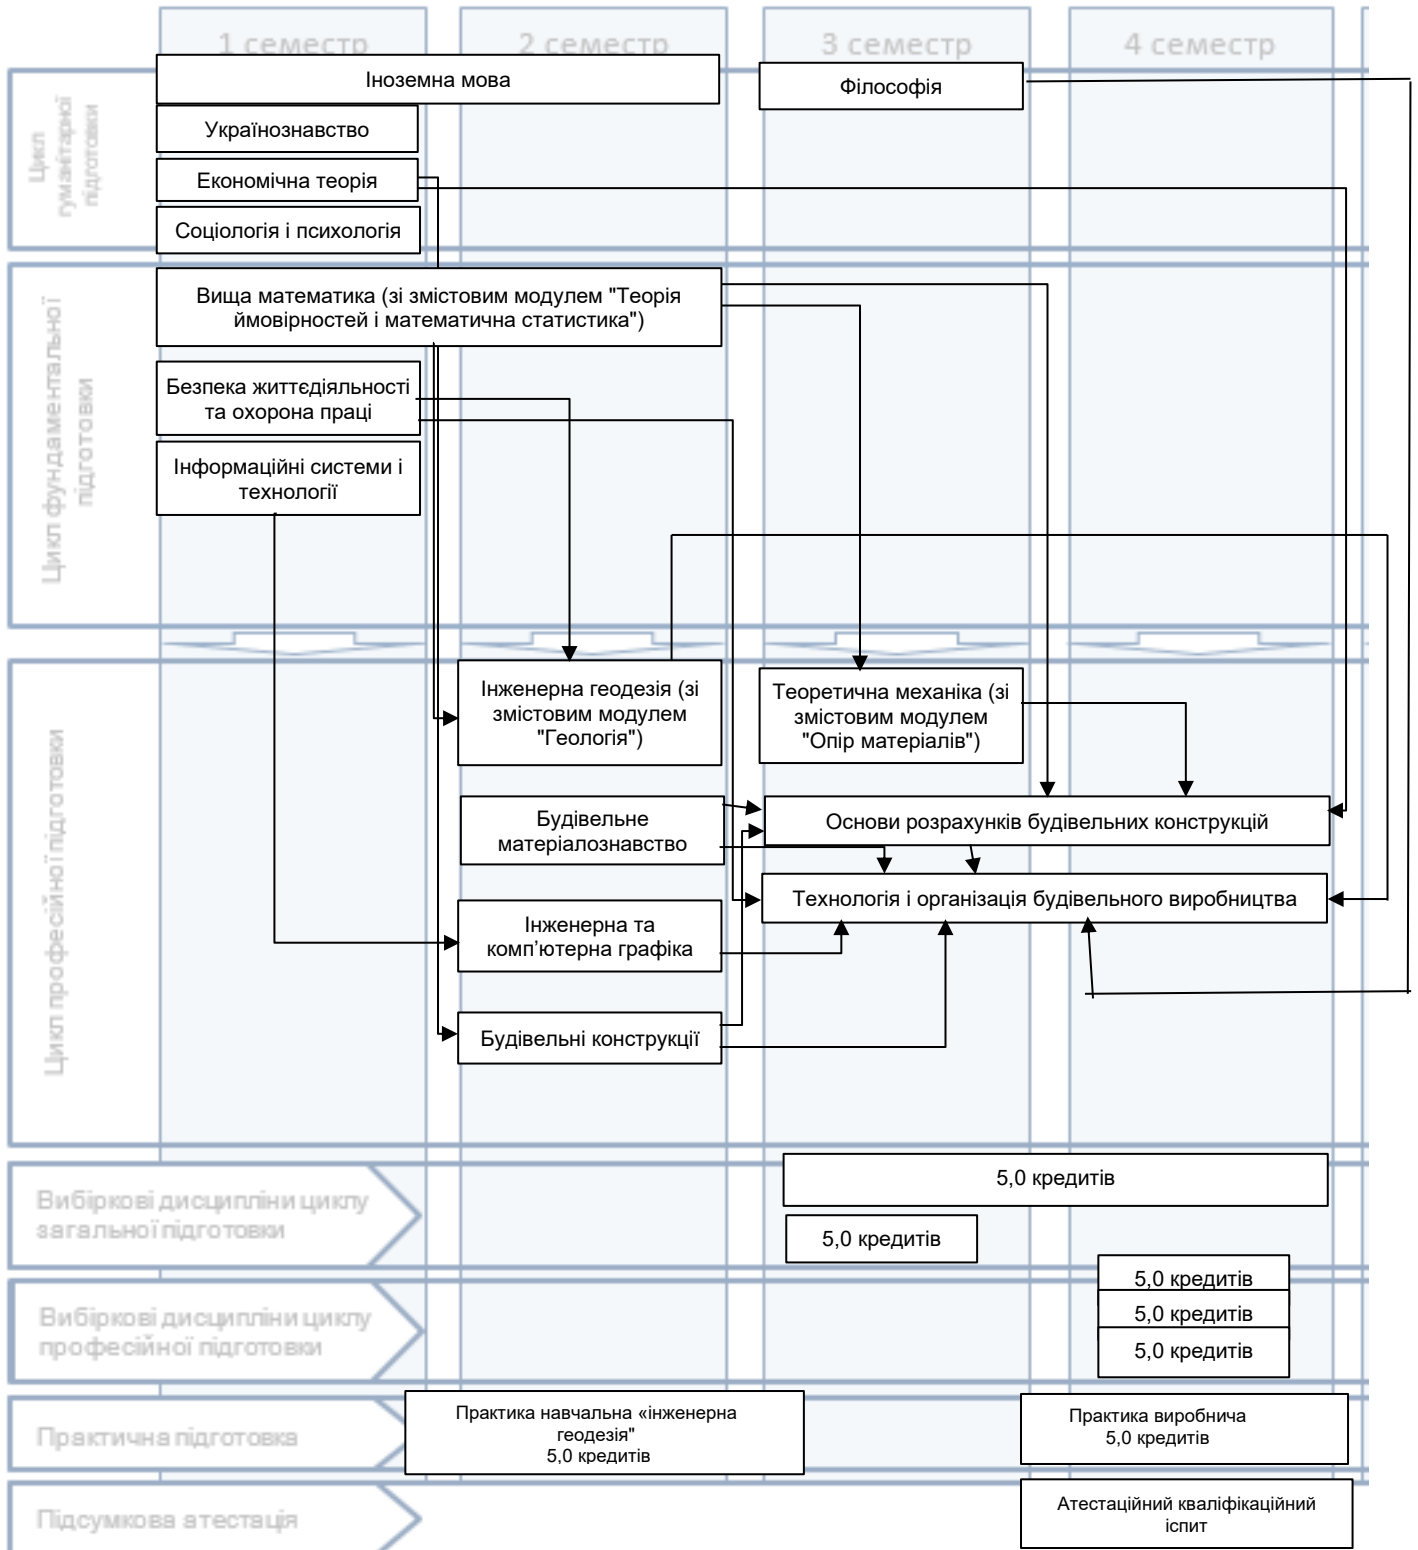 1 семестр
2 семестр
3 семестр
4 семестр
Цикл
гуманітарної
підготовки
Іноземна мова
Філософія
Українознавство
Економічна теорія
Соціологія і психологія
Цикл фундаментальної
підготовки
Вища математика (зі змістовим модулем "Теорія
ймовірностей і математична статистика")
Безпека життєдіяльності
та охорона праці
Інформаційні системи і
технології
Цикл професійної підготовки
Інженерна геодезія (зі
змістовим модулем
"Геологія")
Теоретична механіка (зі
змістовим модулем
"Опір матеріалів")
Будівельне
матеріалознавство
Основи розрахунків будівельних конструкцій
Технологія і організація будівельного виробництва
Інженерна та
комп'ютерна графіка
Будівельні конструкції
Вибіркові дисципліни циклу
загальної підготовки
5,0 кредитів
5,0 кредитів
Вибіркові дисципліни циклу
професійної підготовки
5,0 кредитів
5,0 кредитів
5,0 кредитів
Практична підготовка
Практика навчальна «інженерна
геодезія"
5,0 кредитів
Практика виробнича
5,0 кредитів
Підсумкова атестація
Атестаційний кваліфікаційний
іспит